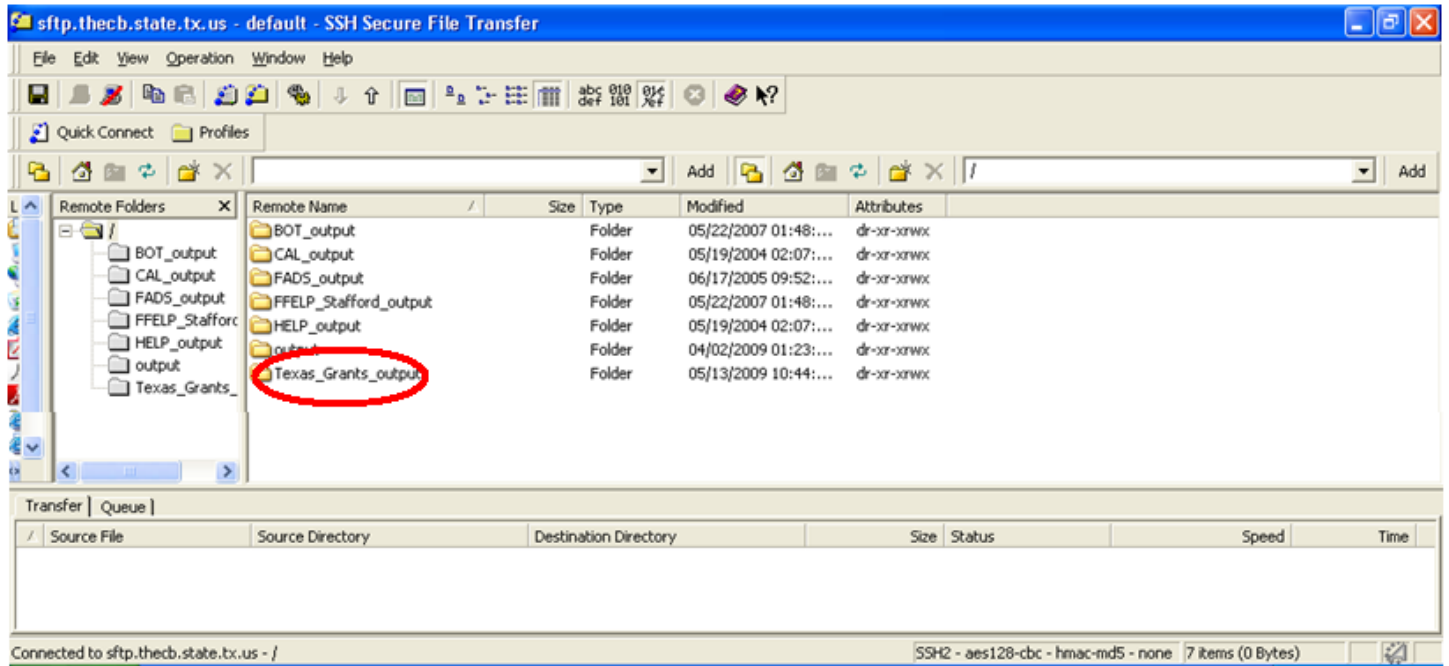 sftp.thecb.state.tx.us - default - SSH Secure File Transfer
File Edit View Operation Window Help
abc def 010 101
Quick Connect Profiles
Add / Add
L Remote Folders X Remote Name / Size Type Modified Attributes
/ BOT_output Folder 05/22/2007 01:48:... dr-xr-xrwx
BOT_output CAL_output Folder 05/19/2004 02:07:... dr-xr-xrwx
CAL_output FADS_output Folder 06/17/2005 09:52:... dr-xr-xrwx
FADS_output FFELP_Stafford_output Folder 05/22/2007 01:48:... dr-xr-xrwx
FFELP_Stafford HELP_output Folder 05/19/2004 02:07:... dr-xr-xrwx
HELP_output output Folder 04/02/2009 01:23:... dr-xr-xrwx
output Texas_Grants_output Folder 05/13/2009 10:44:... dr-xr-xrwx
Texas_Grants_
Transfer Queue
/ Source File Source Directory Destination Directory Size Status Speed Time
Connected to sftp.thecb.state.tx.us - / SSH2 - aes128-cbc - hmac-md5 - none 7 items (0 Bytes)